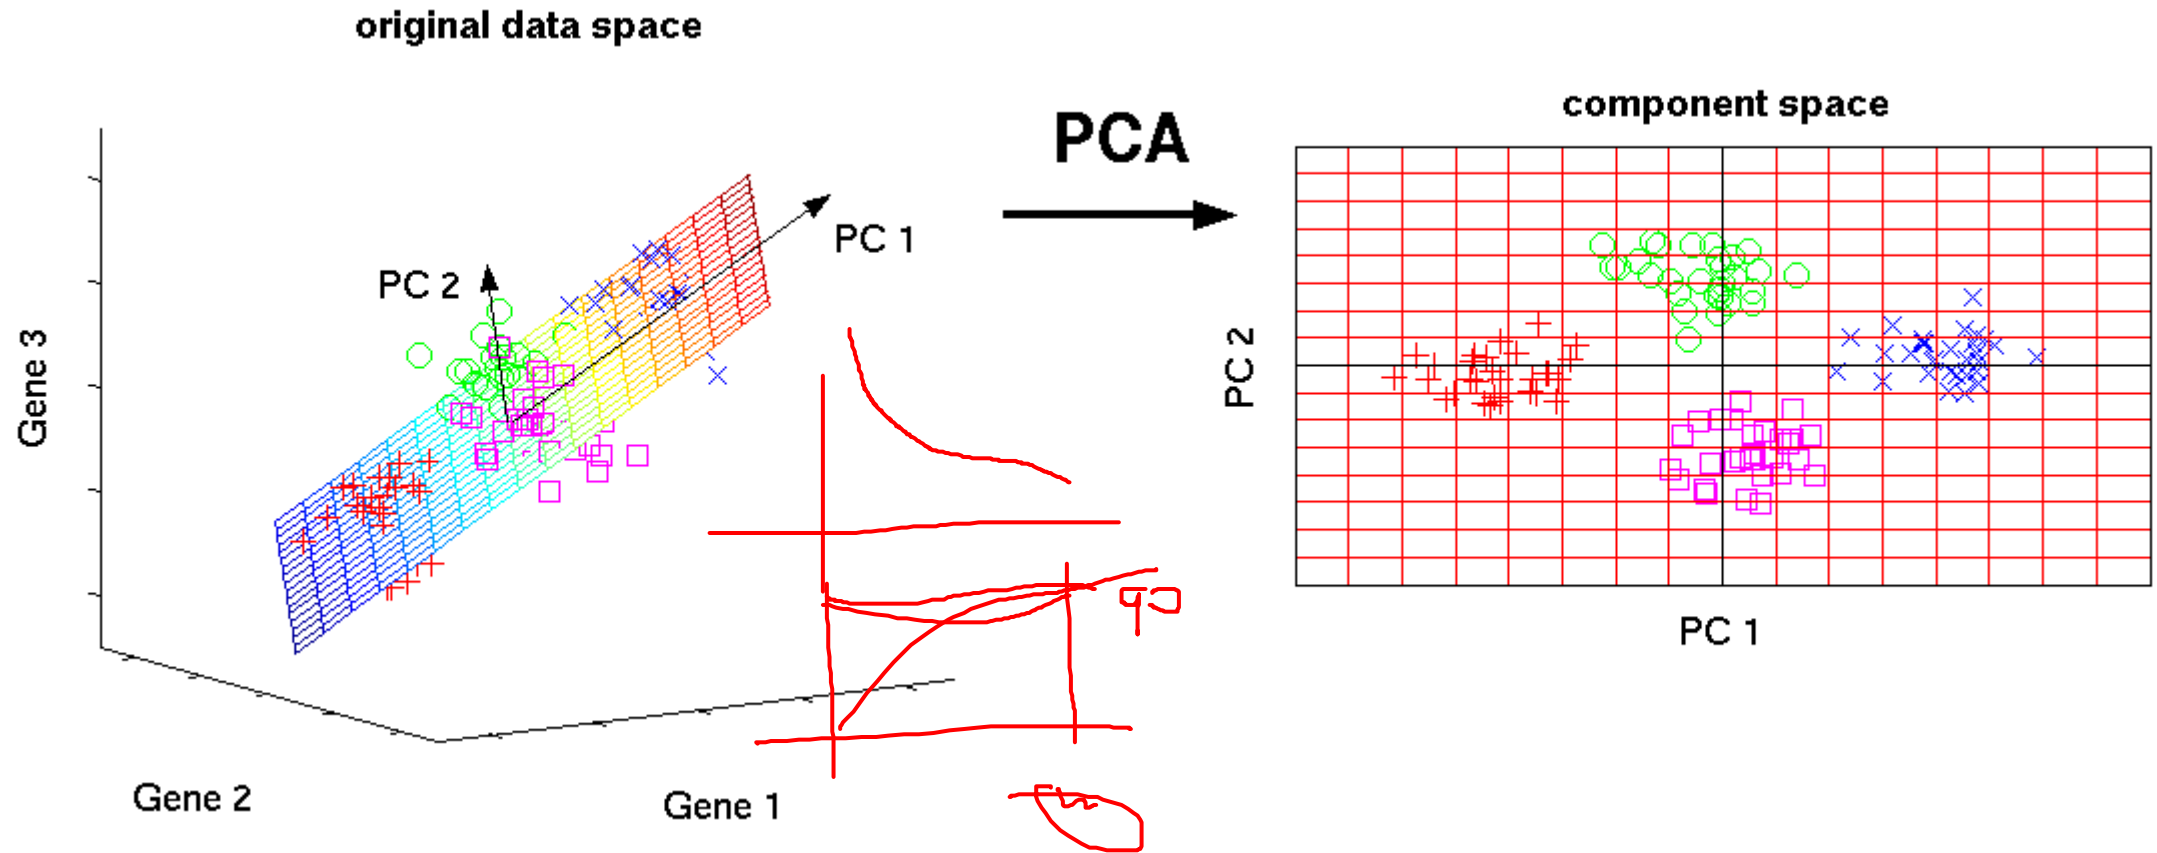 original data space
component space
PCA
PC 1
PC 2
Gene 3
PC 2
90
PC 1
Gene 2
Gene 1